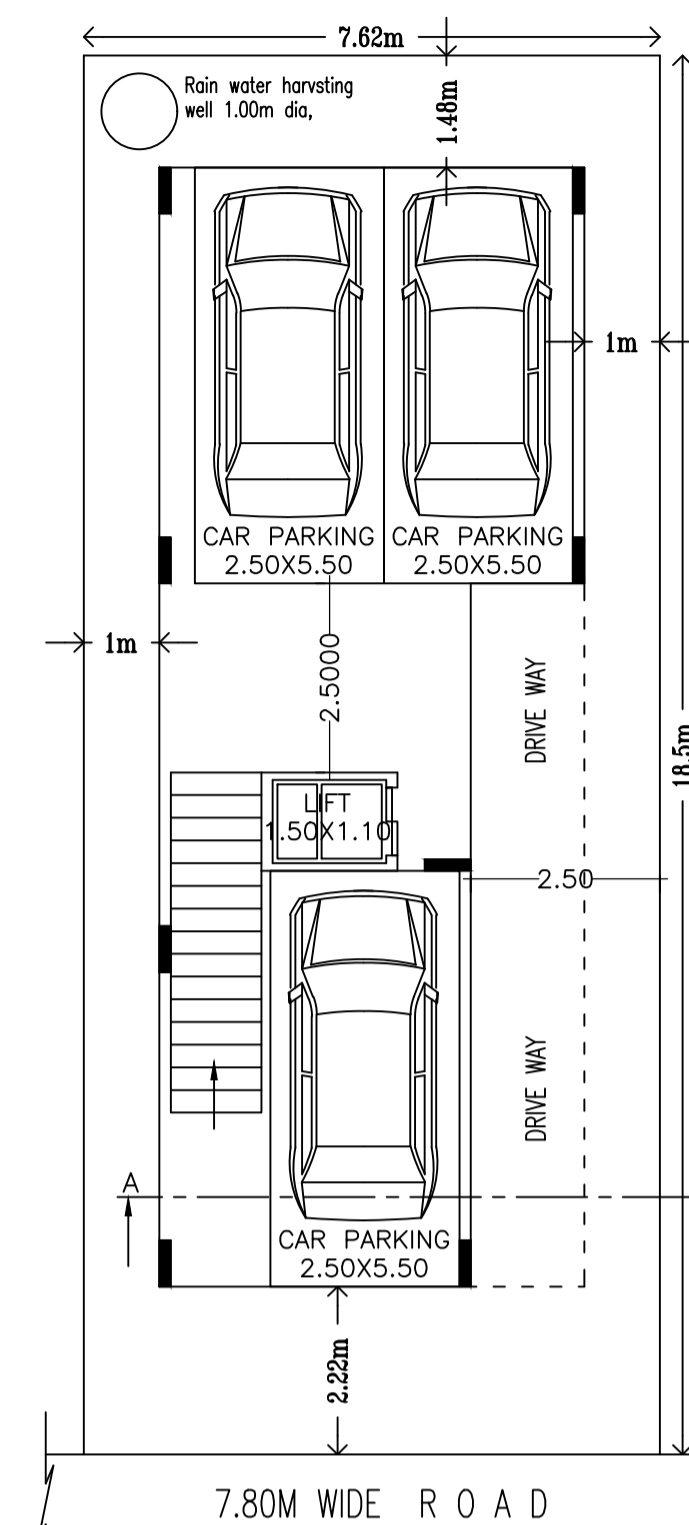 7.62m
Rain water harvsting
well 1.00m dia,
1.48m
1m
CAR PARKING
2.50X5.50
CAR PARKING
2.50X5.50
1m
2.5000
DRIVE WAY
18.5m
LIFT
1.50X1.10
2.50
DRIVE WAY
A
CAR PARKING
2.50X5.50
2.22m
7.80M WIDE R O A D